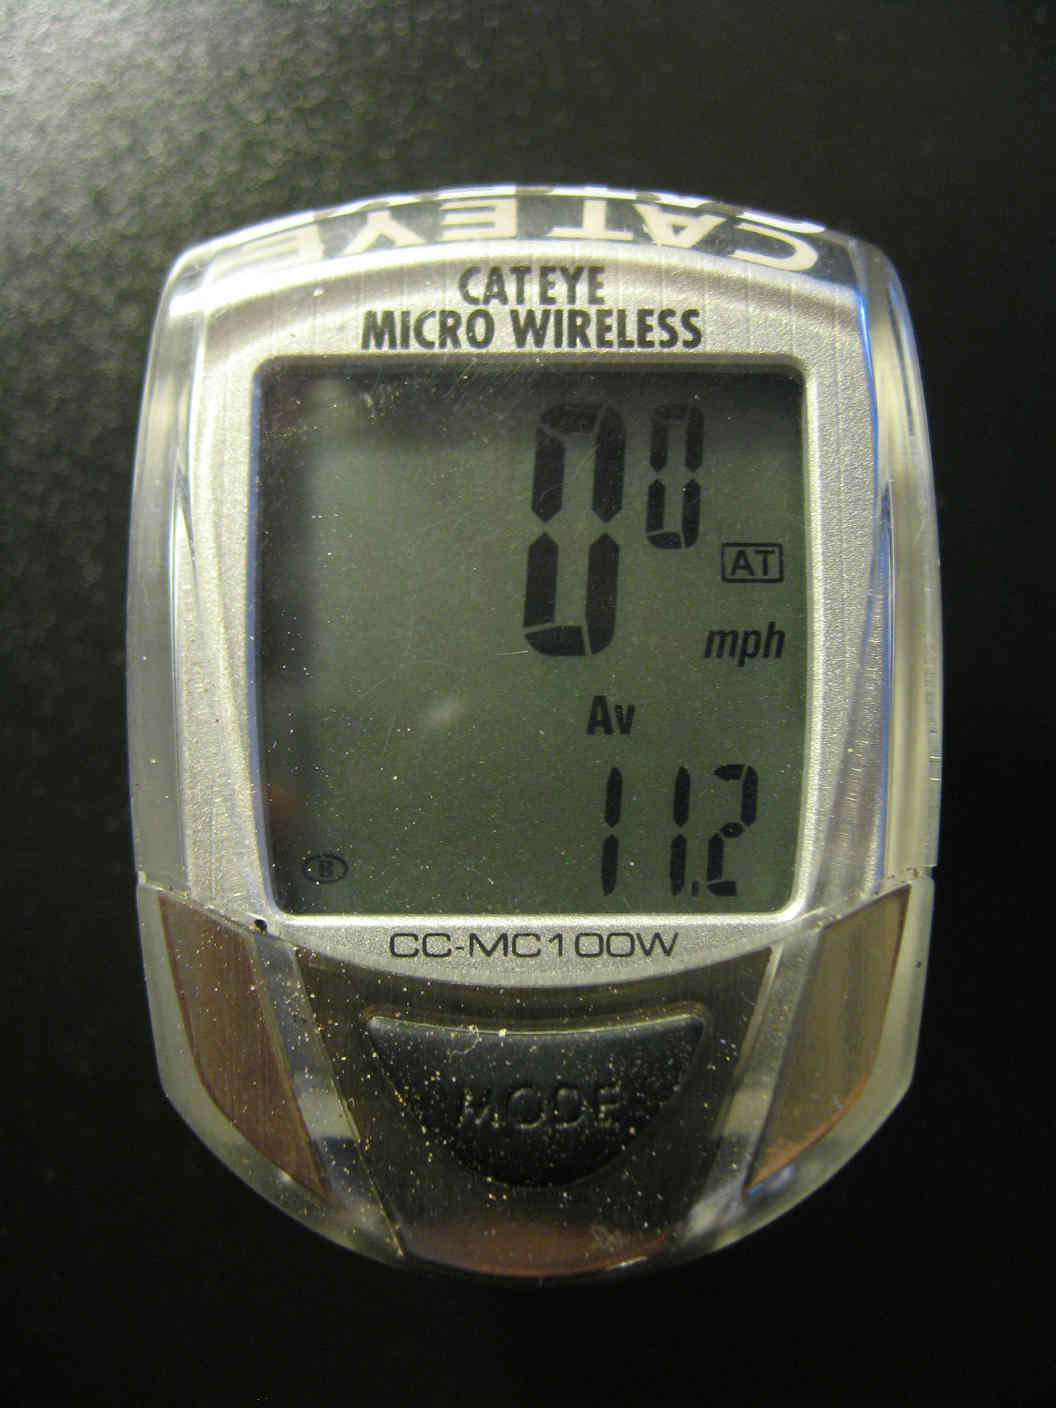 CATEYE
CATEYE
MICRO WIRELESS
00
AT
mph
Av
11.2
B
CC-MC100W
MODE